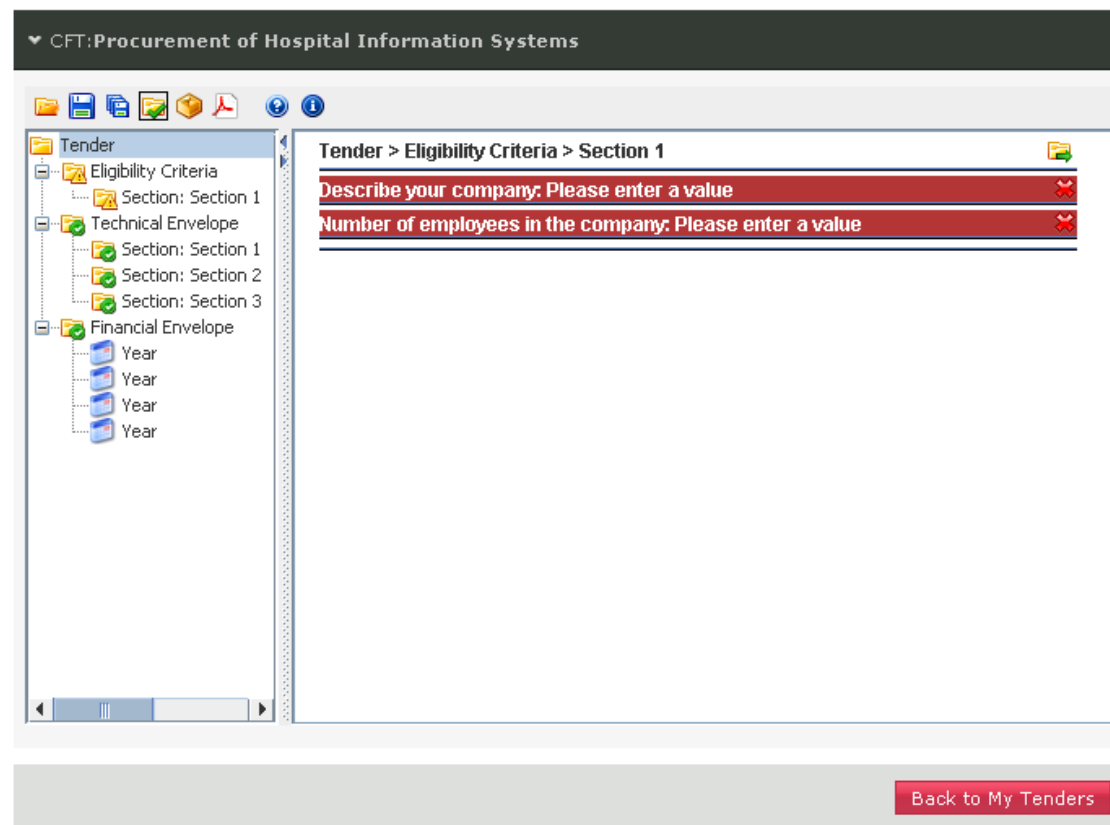 CFT:Procurement of Hospital Information Systems
Tender
Eligibility Criteria
Section: Section 1
Technical Envelope
Section: Section 1
Section: Section 2
Section: Section 3
Financial Envelope
Year
Year
Year
Year
Tender > Eligibility Criteria > Section 1
Describe your company: Please enter a value
Number of employees in the company: Please enter a value
Back to My Tenders